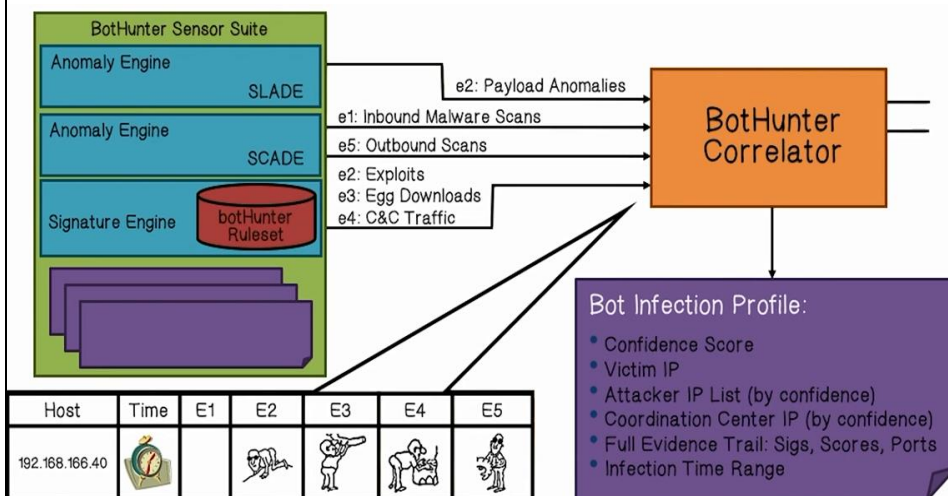 BotHunter Sensor Suite
Anomaly Engine
SLADE
Anomaly Engine
SCADE
Signature Engine
botHunter
Ruleset
e2: Payload Anomalies
e1: Inbound Malware Scans
e5: Outbound Scans
e2: Exploits
e3: Egg Downloads
e4: C&C Traffic
BotHunter
Correlator
Bot Infection Profile:
• Confidence Score
• Victim IP
• Attacker IP List (by confidence)
• Coordination Center IP (by confidence)
• Full Evidence Trail: Sigs, Scores, Ports
• Infection Time Range
Host Time E1 E2 E3 E4 E5
192.168.166.40